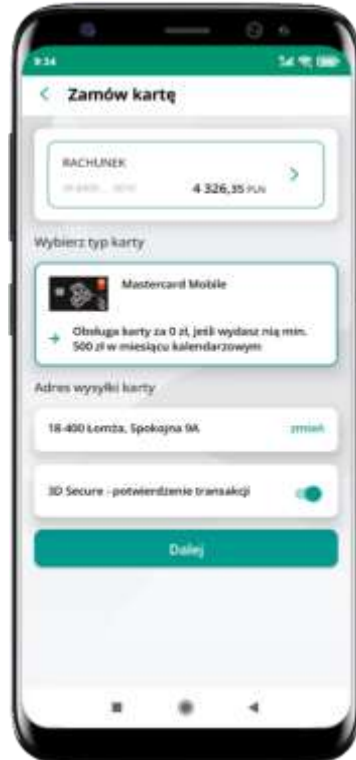 9:34
Zamów kartę
RACHUNEK
4 326,35 PLN
Wybierz typ karty
Mastercard Mobile
Obsługa karty za 0 zł, jeśli wydasz nią min.
500 zł w miesiącu kalendarzowym
Adres wysyłki karty
18-400 Łomża, Spokojna 9A zmień
3D Secure - potwierdzenie transakcji
Dalej